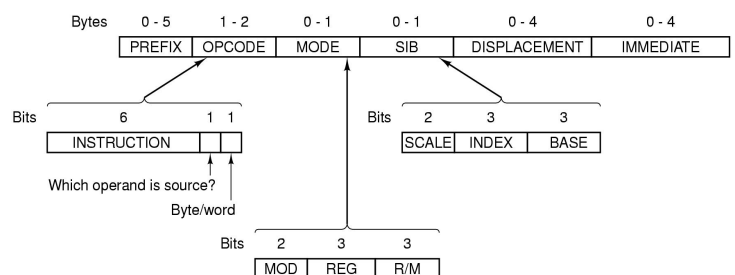 Bytes 0 - 5 1 - 2 0 - 1 0 - 1 0 - 4 0 - 4
PREFIX OPCODE MODE SIB DISPLACEMENT IMMEDIATE
Bits 6 1 1 Bits 2 3 3
INSTRUCTION SCALE INDEX BASE
Which operand is source?
Byte/word
Bits 2 3 3
MOD REG R/M